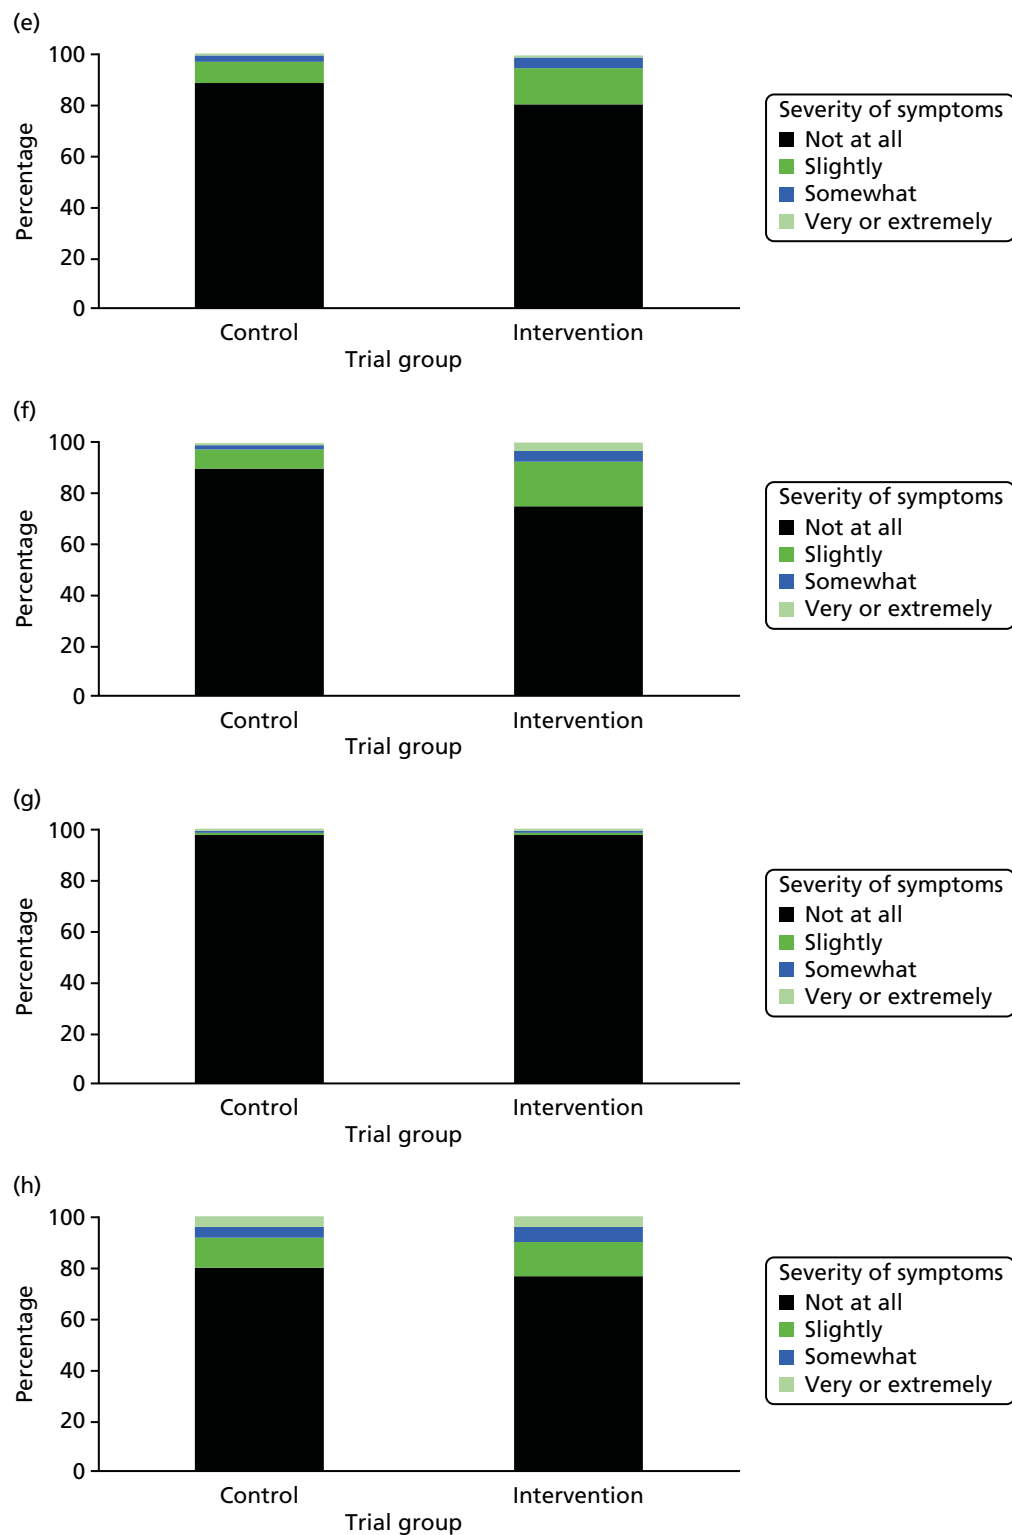 (e)
100
80
60
40
20
0
Percentage
Control
Intervention
Trial group
Severity of symptoms
Not at all
Slightly
Somewhat
Very or extremely
(f)
100
80
60
40
20
0
Percentage
Control
Intervention
Trial group
Severity of symptoms
Not at all
Slightly
Somewhat
Very or extremely
(g)
100
80
60
40
20
0
Percentage
Control
Intervention
Trial group
Severity of symptoms
Not at all
Slightly
Somewhat
Very or extremely
(h)
100
80
60
40
20
0
Percentage
Control
Intervention
Trial group
Severity of symptoms
Not at all
Slightly
Somewhat
Very or extremely